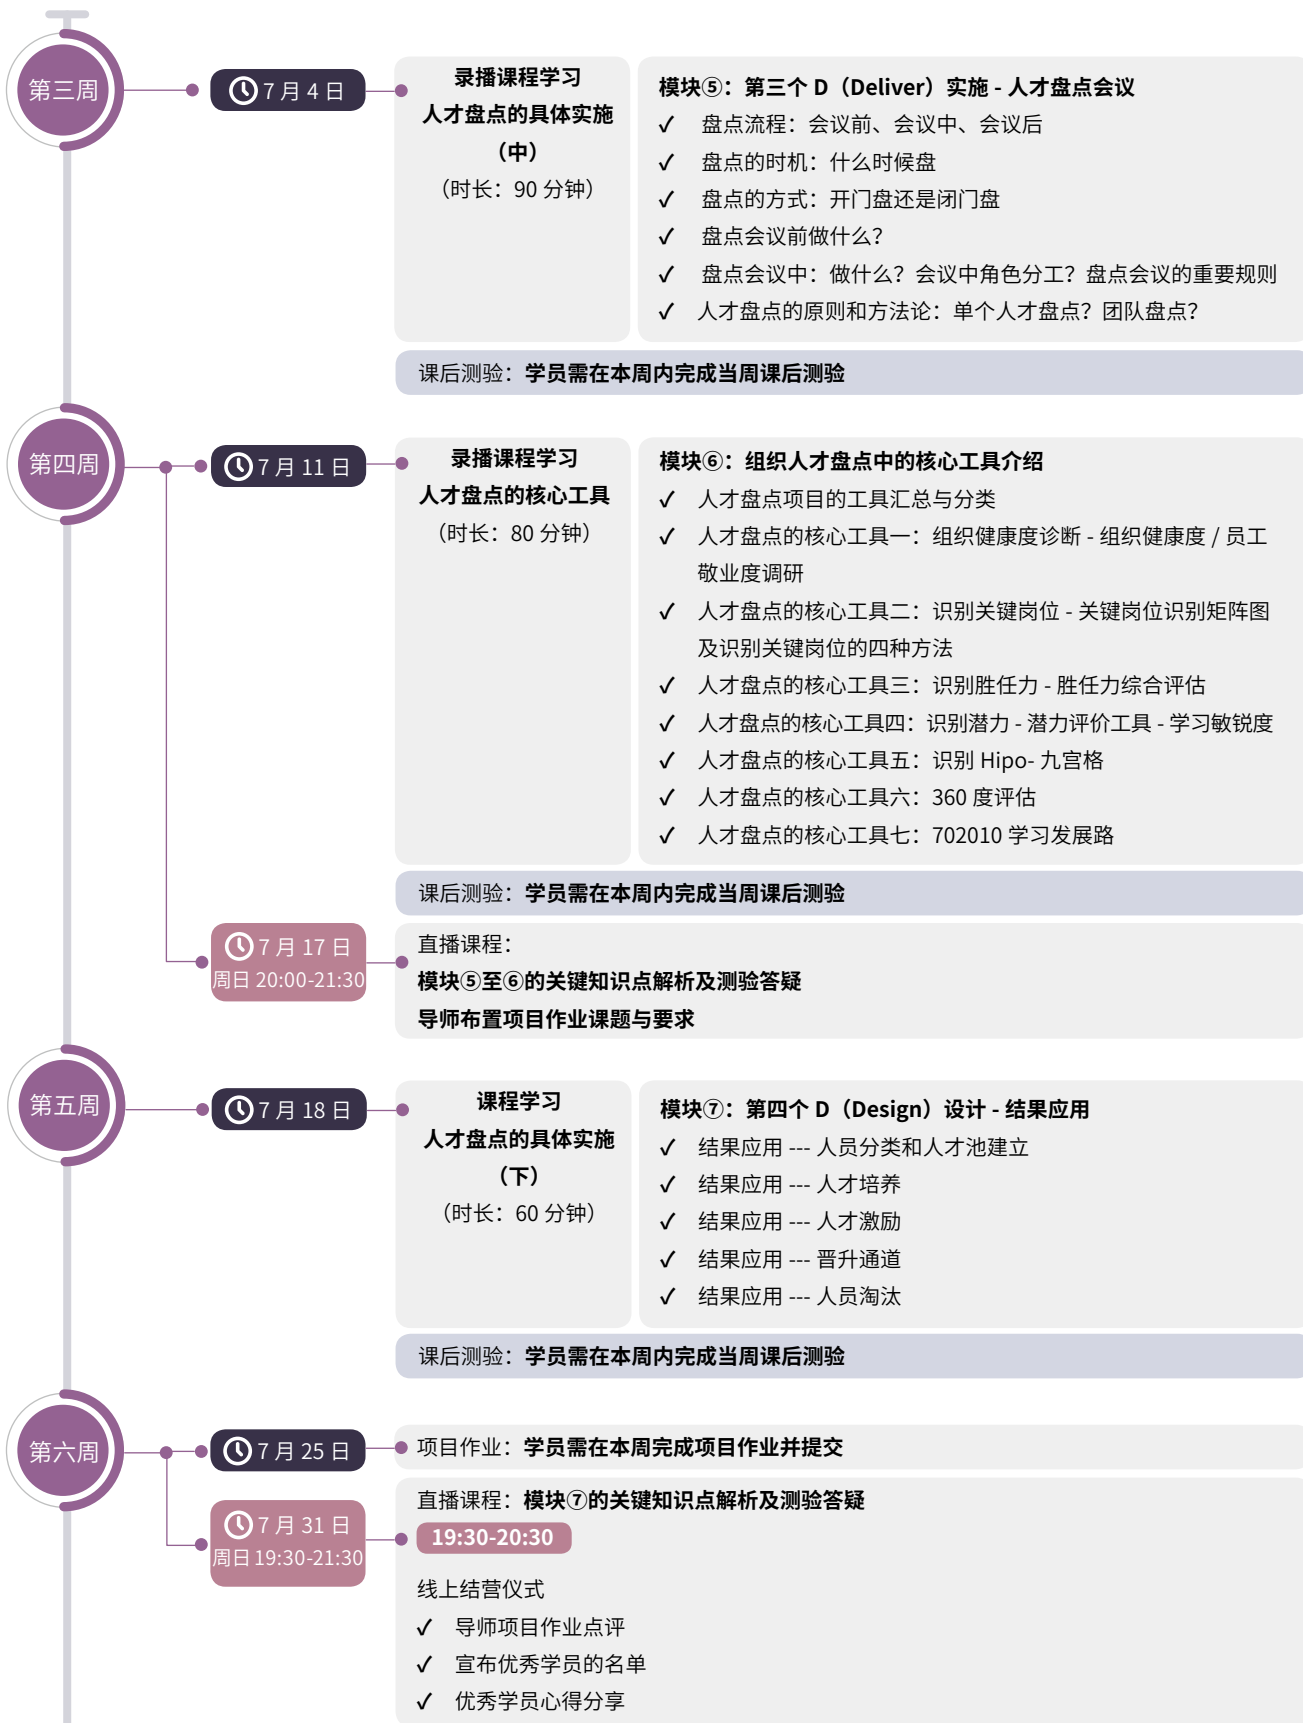 第三周
7 月 4 日
录播课程学习
人才盘点的具体实施
（中）
（时长：90 分钟）
模块⑤：第三个 D（Deliver）实施 - 人才盘点会议
✓ 盘点流程：会议前、会议中、会议后
✓ 盘点的时机：什么时候盘
✓ 盘点的方式：开门盘还是闭门盘
✓ 盘点会议前做什么？
✓ 盘点会议中：做什么？会议中角色分工？盘点会议的重要规则
✓ 人才盘点的原则和方法论：单个人才盘点？团队盘点？
课后测验：学员需在本周内完成当周课后测验
第四周
7 月 11 日
录播课程学习
人才盘点的核心工具
（时长：80 分钟）
模块⑥：组织人才盘点中的核心工具介绍
✓ 人才盘点项目的工具汇总与分类
✓ 人才盘点的核心工具一：组织健康度诊断 - 组织健康度 / 员工
敬业度调研
✓ 人才盘点的核心工具二：识别关键岗位 - 关键岗位识别矩阵图
及识别关键岗位的四种方法
✓ 人才盘点的核心工具三：识别胜任力 - 胜任力综合评估
✓ 人才盘点的核心工具四：识别潜力 - 潜力评价工具 - 学习敏锐度
✓ 人才盘点的核心工具五：识别 Hipo- 九宫格
✓ 人才盘点的核心工具六：360 度评估
✓ 人才盘点的核心工具七：702010 学习发展路
课后测验：学员需在本周内完成当周课后测验
7 月 17 日
周日 20:00-21:30
直播课程：
模块⑤至⑥的关键知识点解析及测验答疑
导师布置项目作业课题与要求
第五周
7 月 18 日
课程学习
人才盘点的具体实施
（下）
（时长：60 分钟）
模块⑦：第四个 D（Design）设计 - 结果应用
✓ 结果应用 --- 人员分类和人才池建立
✓ 结果应用 --- 人才培养
✓ 结果应用 --- 人才激励
✓ 结果应用 --- 晋升通道
✓ 结果应用 --- 人员淘汰
课后测验：学员需在本周内完成当周课后测验
第六周
7 月 25 日
项目作业：学员需在本周完成项目作业并提交
7 月 31 日
周日 19:30-21:30
直播课程：模块⑦的关键知识点解析及测验答疑
19:30-20:30
线上结营仪式
✓ 导师项目作业点评
✓ 宣布优秀学员的名单
✓ 优秀学员心得分享